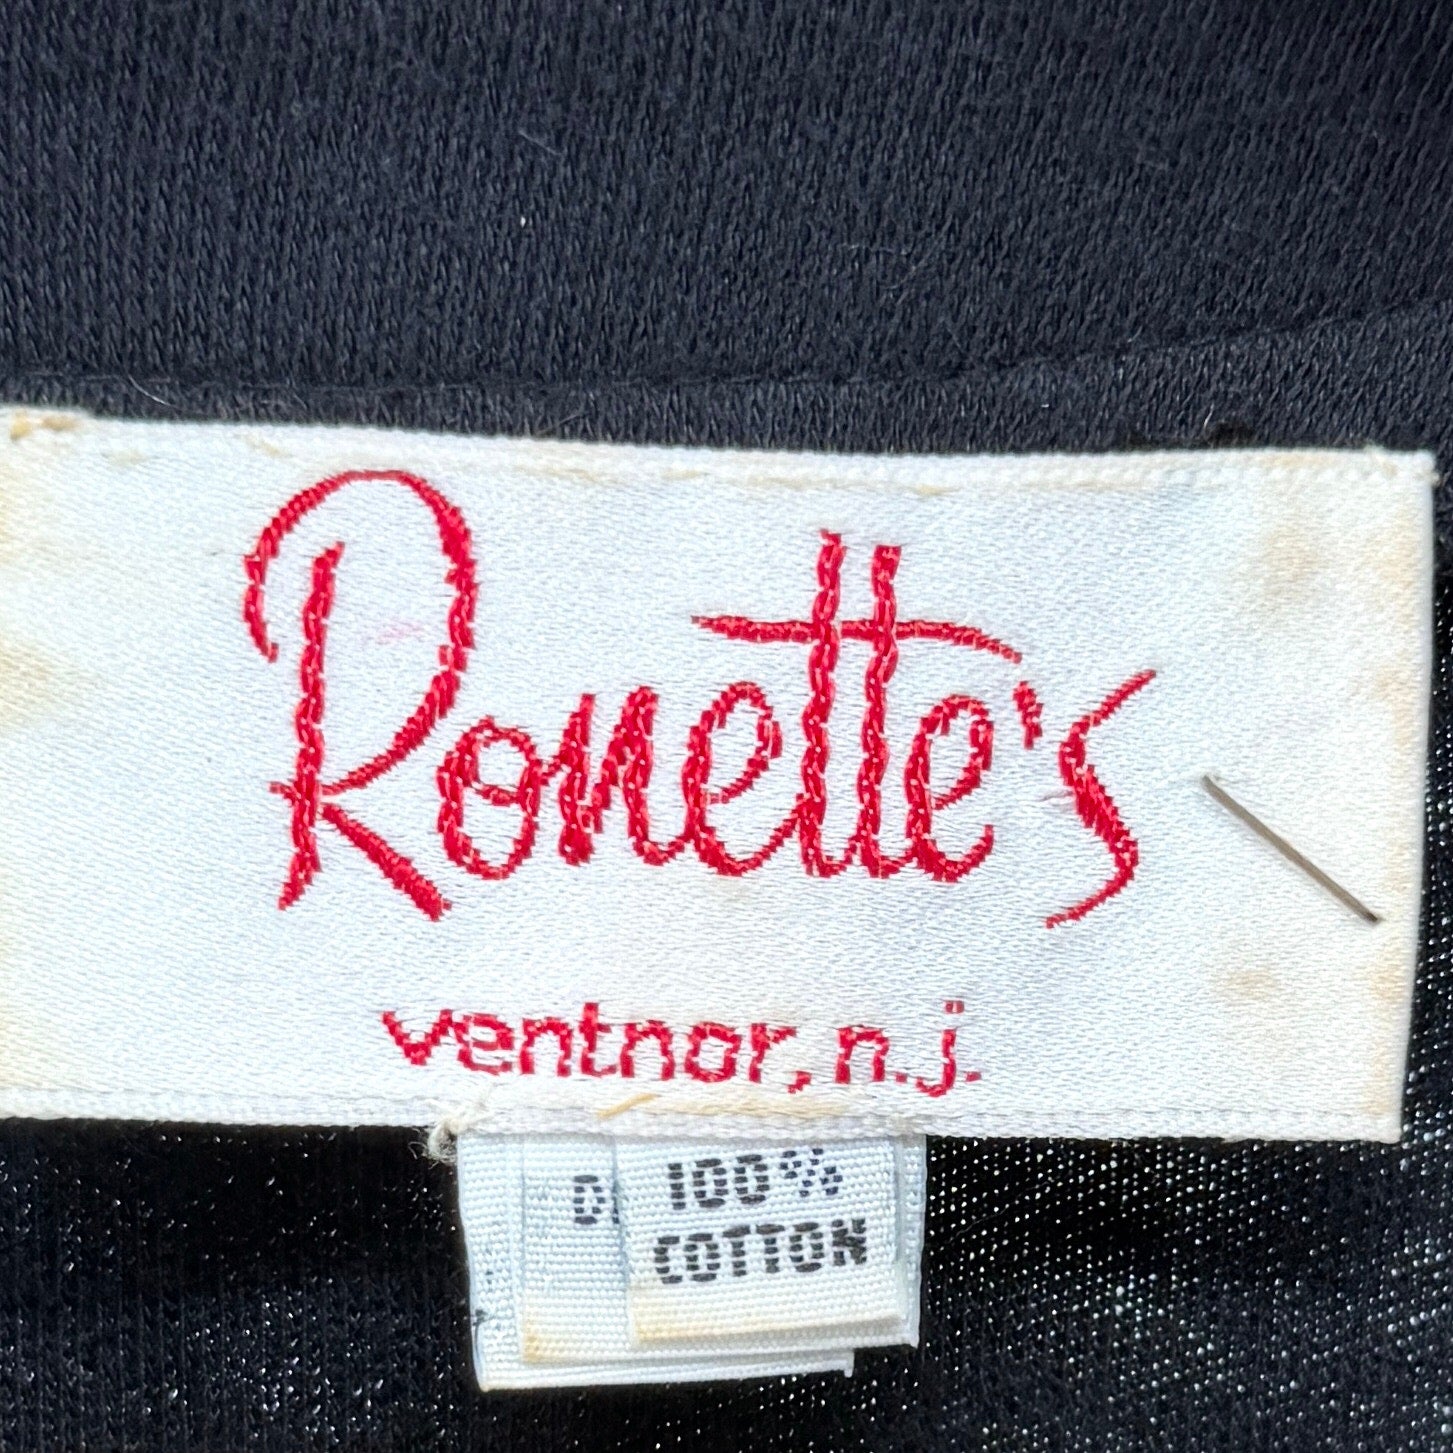 Ronette's
ventnor, n.j.
100%
COTTON